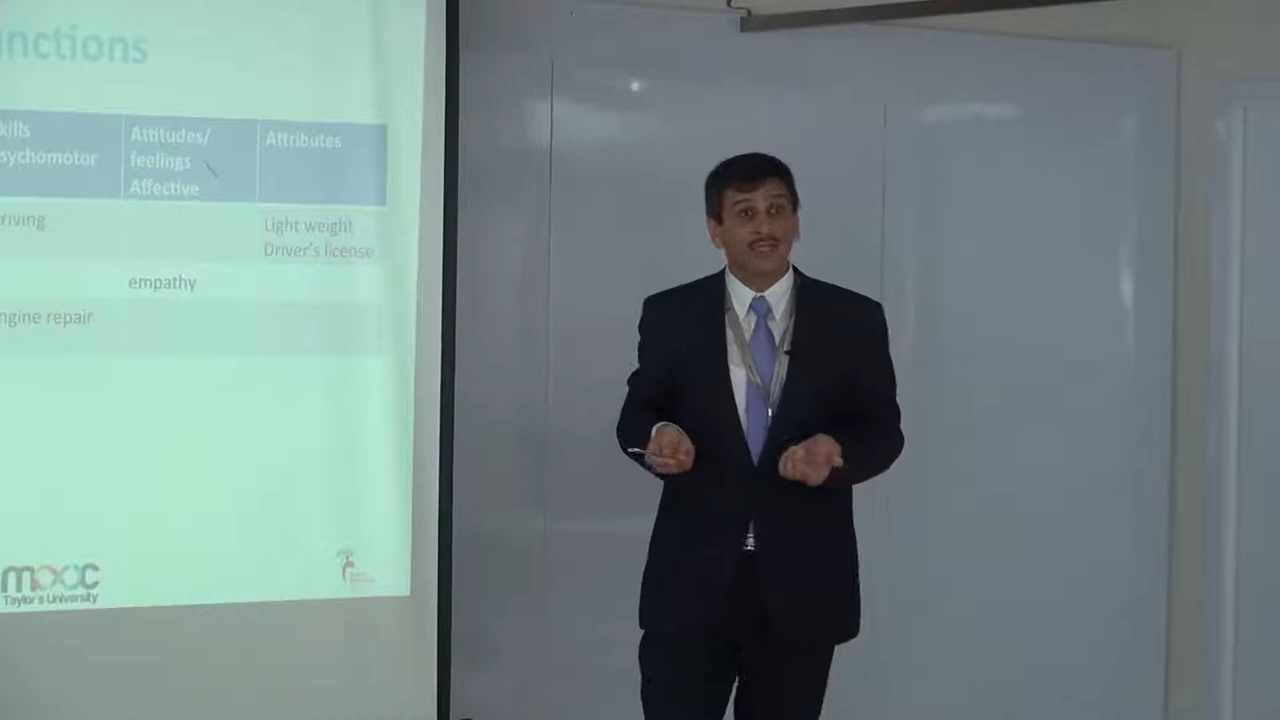 nctions
kills
sychomotor
Attitudes/
feelings
Affective
Attributes
riving
Light weight
Driver's license
empathy
ngine repair
mooc
Taylor's University